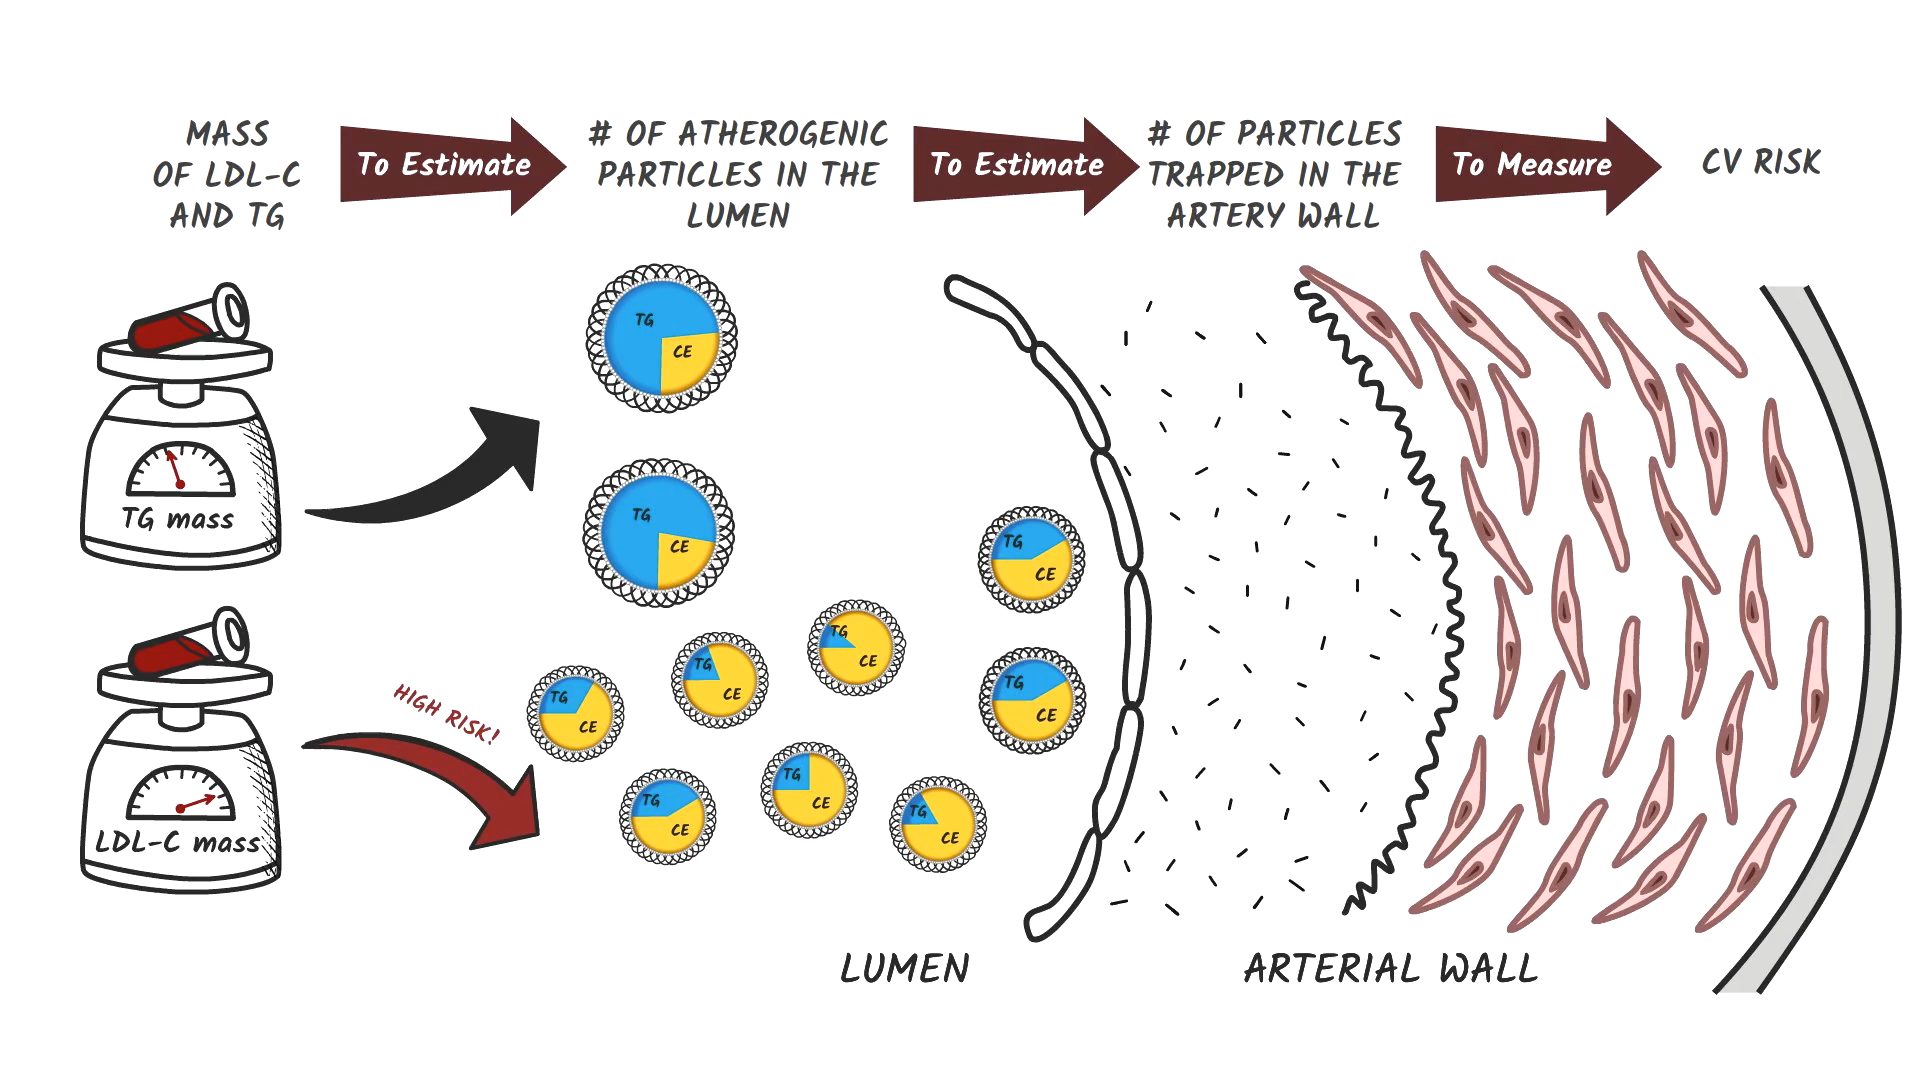 MASS
OF LDL-C
AND TG
To Estimate
# OF ATHEROGENIC
PARTICLES IN THE
LUMEN
To Estimate
# OF PARTICLES
TRAPPED IN THE
ARTERY WALL
To Measure
CV RISK
TG mass
LDL-C mass
HIGH RISK!
TG
CE
TG
CE
TG
CE
TG
CE
TG
CE
TG
CE
TG
CE
TG
CE
TG
CE
TG
CE
LUMEN
ARTERIAL WALL